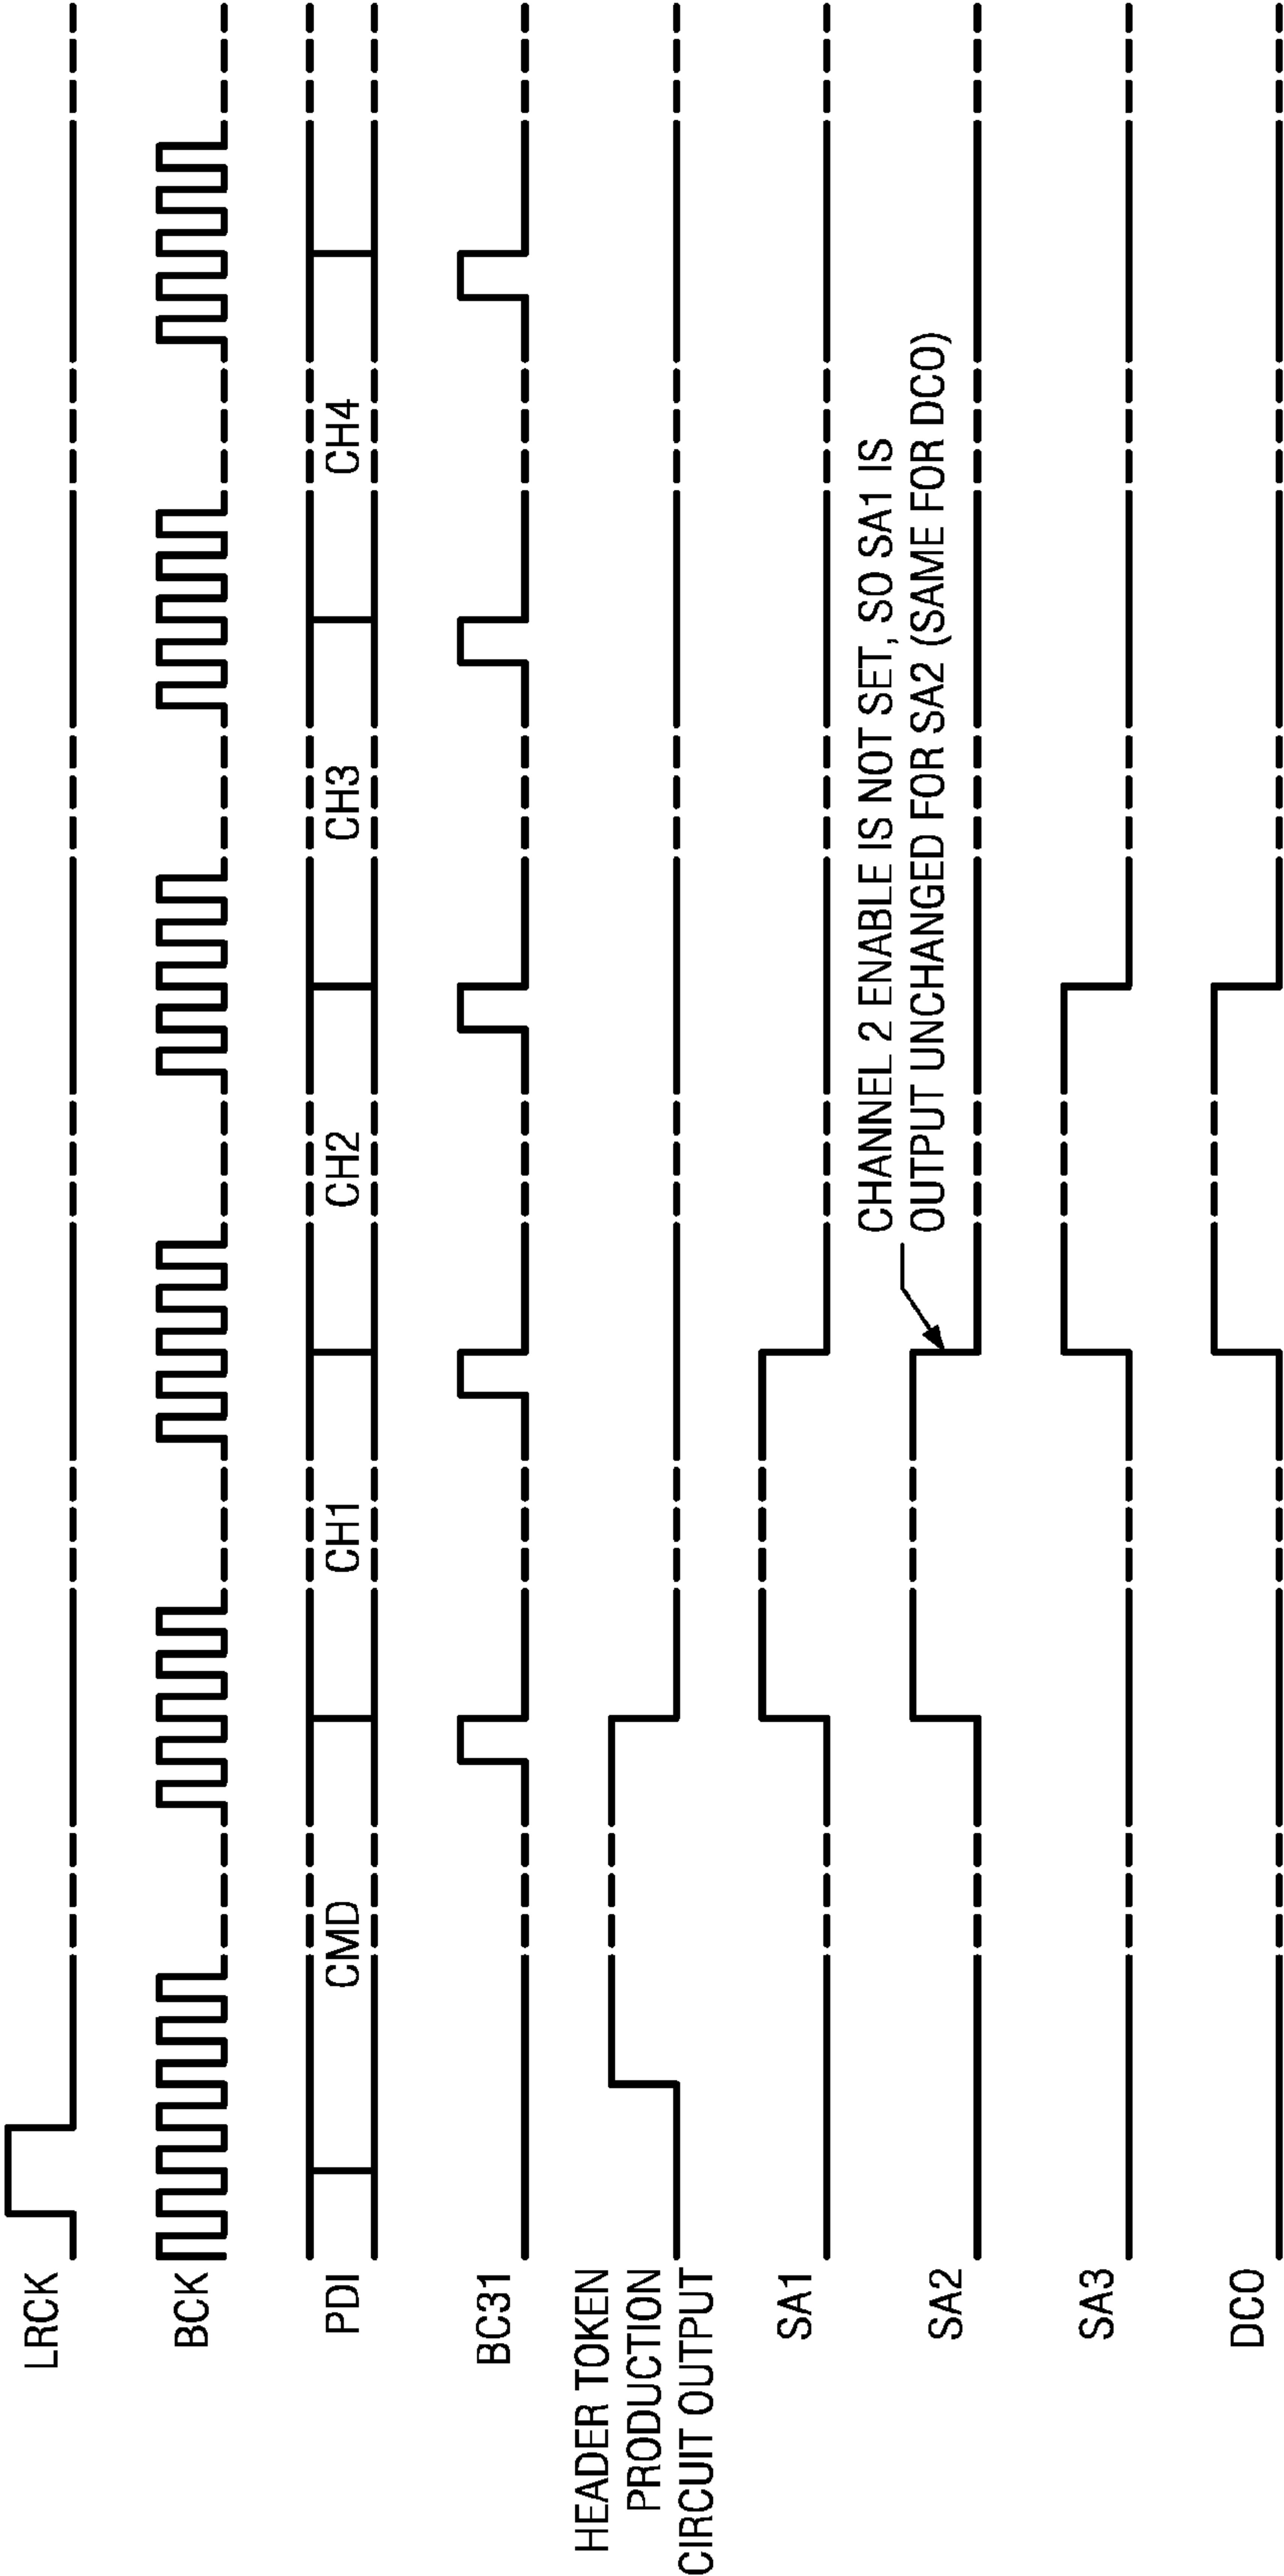 LRCK
BCK
PDI
CMD
CH1
CH2
CH3
CH4
BC31
HEADER TOKEN
PRODUCTION
CIRCUIT OUTPUT
SA1
CHANNEL 2 ENABLE IS NOT SET, SO SA1 IS
OUTPUT UNCHANGED FOR SA2 (SAME FOR DCO)
SA2
SA3
DCO